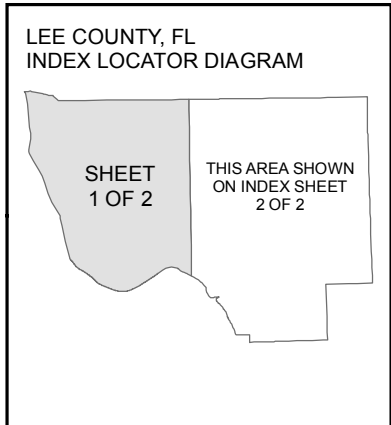 LEE COUNTY, FL
INDEX LOCATOR DIAGRAM
SHEET
1 OF 2
THIS AREA SHOWN
ON INDEX SHEET
2 OF 2